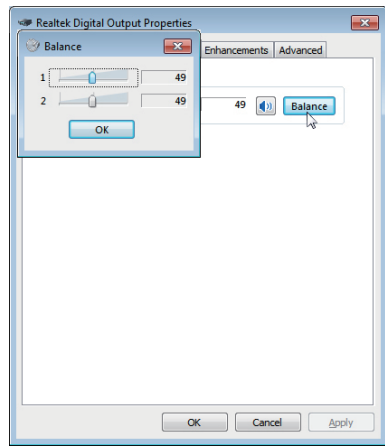 Realtek Digital Output Properties
Balance
Enhancements Advanced
1 49
2 49
49 Balance
OK
OK Cancel Apply